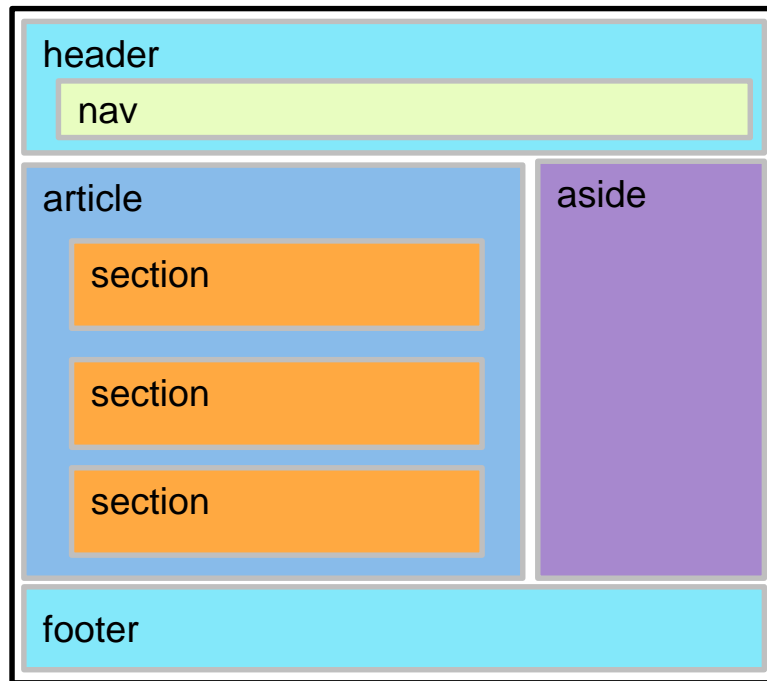 header
nav
article
section
section
section
aside
footer